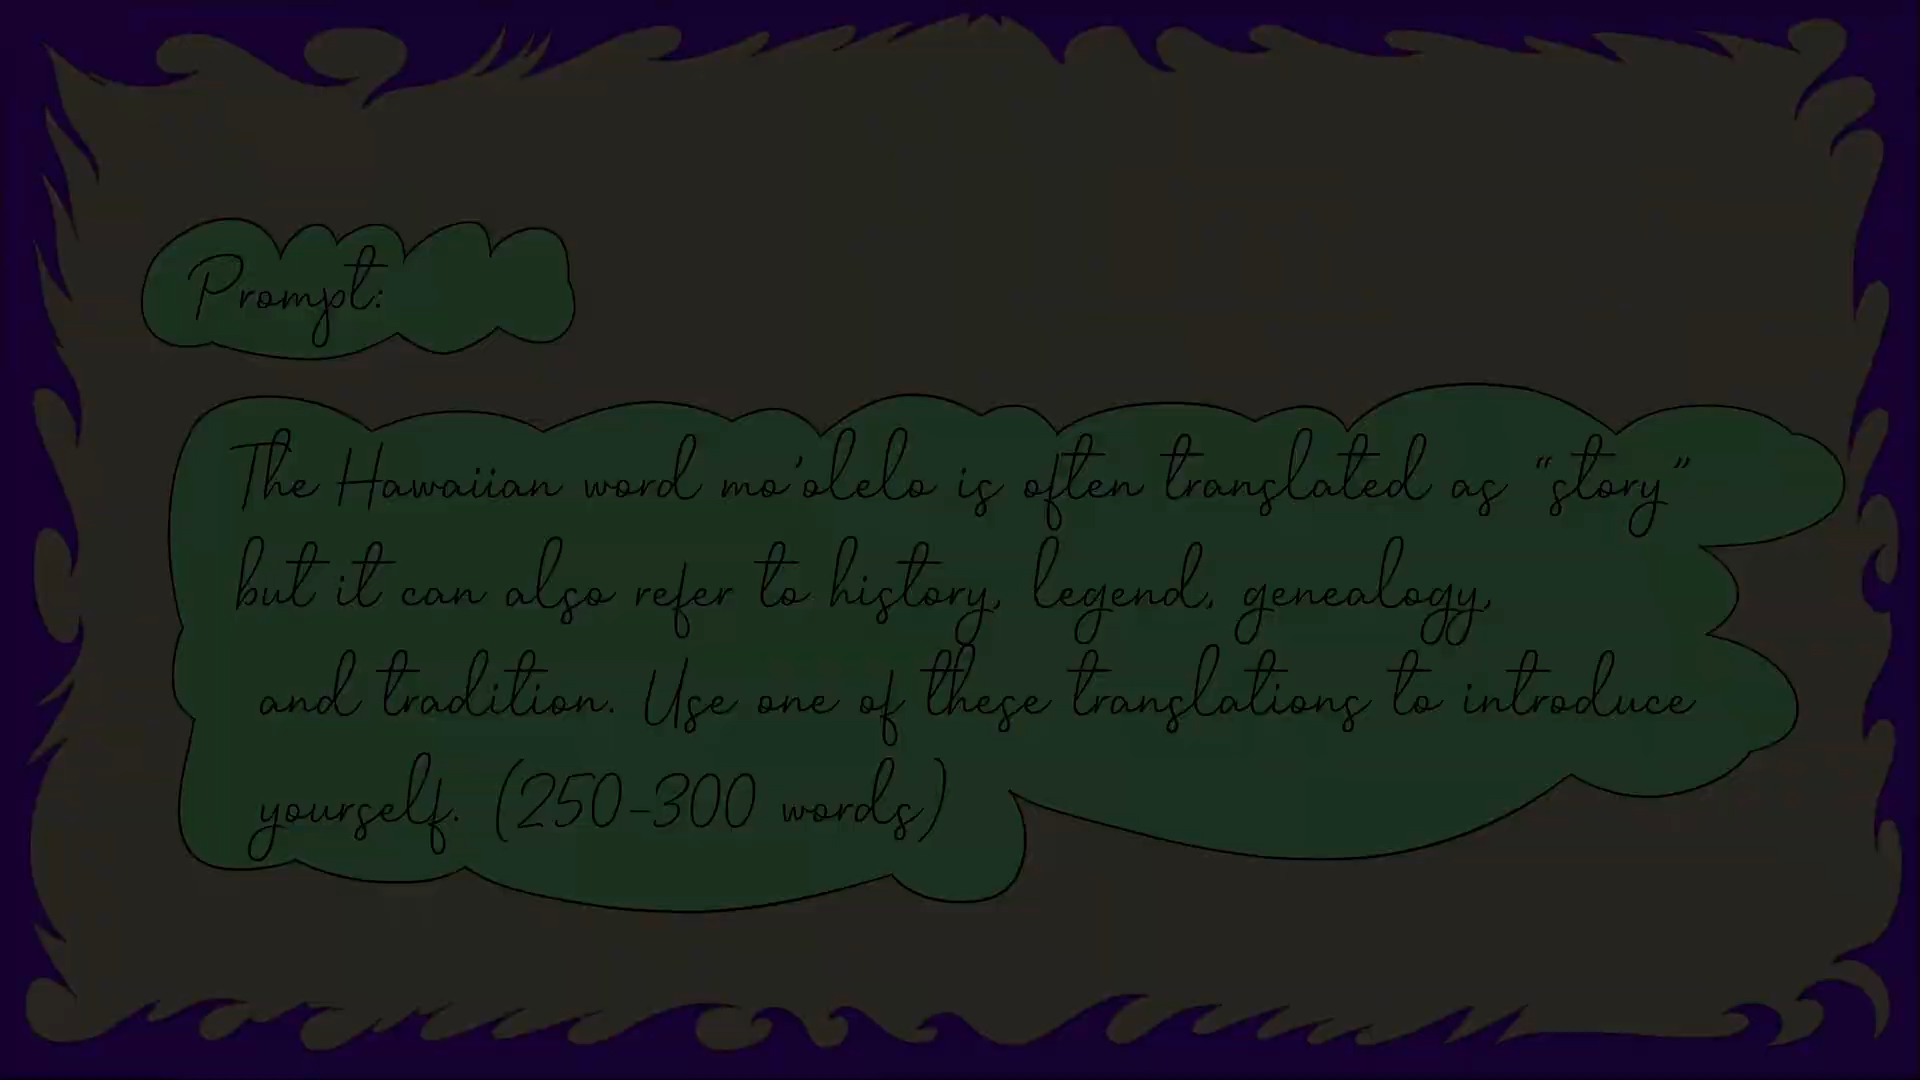 Prompt:
The Hawaiian word mo'olelo is often translated as “story”
but it can also refer to history, legend, genealogy,
and tradition. Use one of these translations to introduce
yourself. (250-300 words)